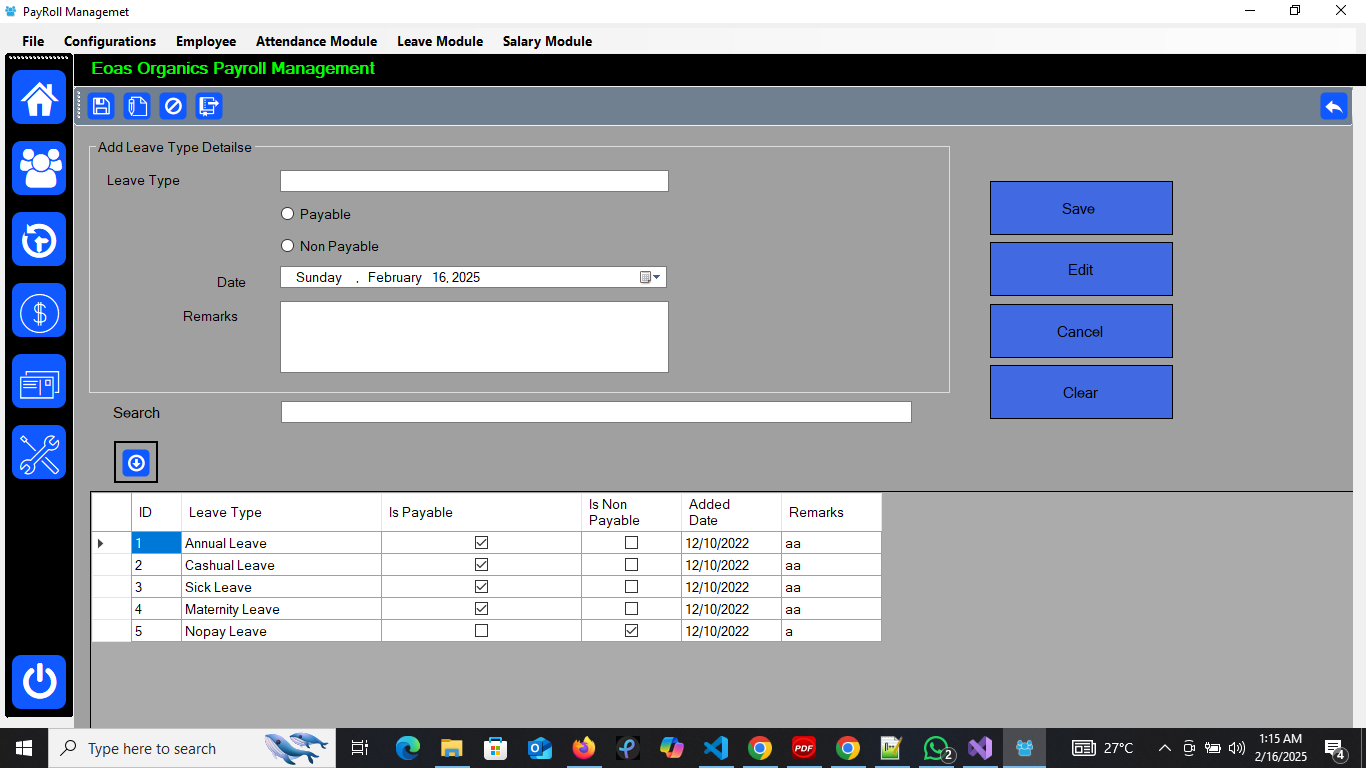 PayRoll Managemet
File Configurations Employee Attendance Module Leave Module Salary Module
Eoas Organics Payroll Management
Add Leave Type Detailse
Leave Type
Payable
Non Payable
Date Sunday , February 16, 2025
Remarks
Save
Edit
Cancel
Clear
Search
ID Leave Type Is Payable Is Non Payable Added Date Remarks
1 Annual Leave 12/10/2022 aa
2 Cashual Leave 12/10/2022 aa
3 Sick Leave 12/10/2022 aa
4 Maternity Leave 12/10/2022 aa
5 Nopay Leave 12/10/2022 a
Type here to search
PDF
2
27°C
1:15 AM
2/16/2025
4